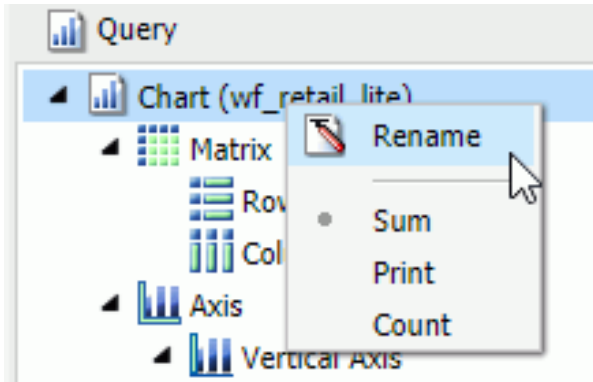 Query
Chart (wf_retail_lite)
Rename
Matrix
Sum
Print
Axis
Count
Vertical Axis